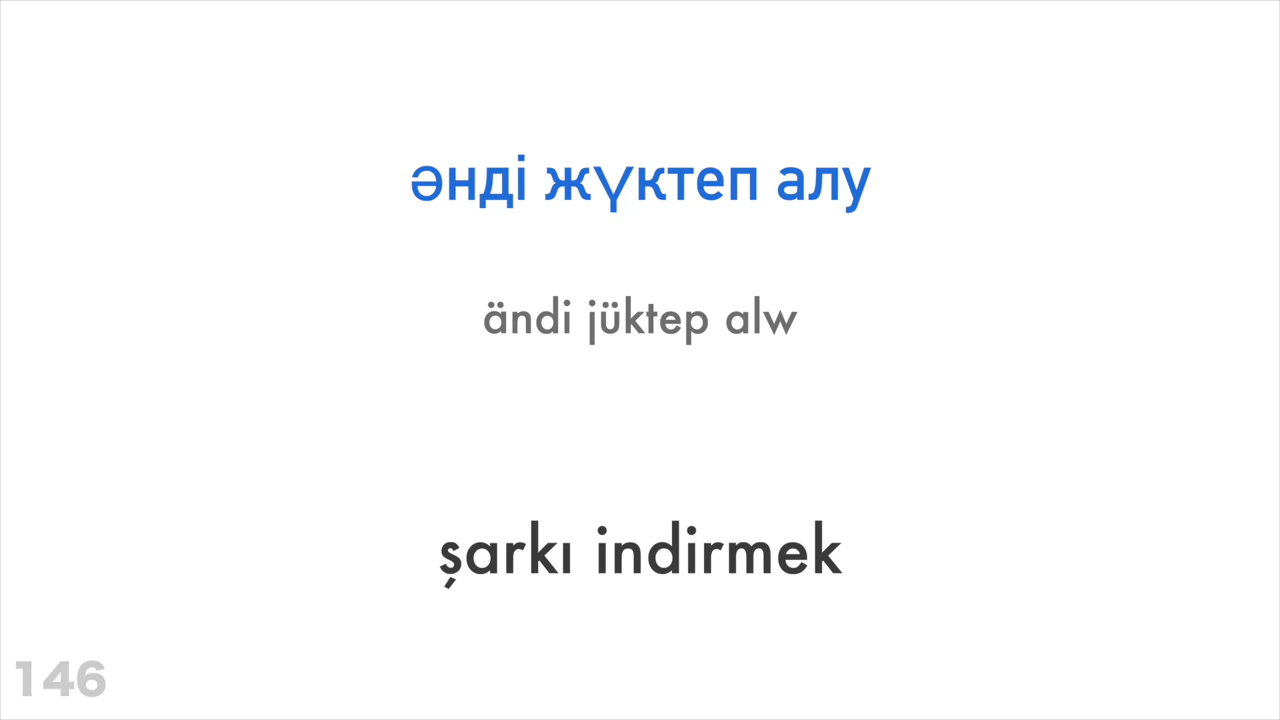 әнді жүктеп алу
ändi jüktep alw
şarkı indirmek
146